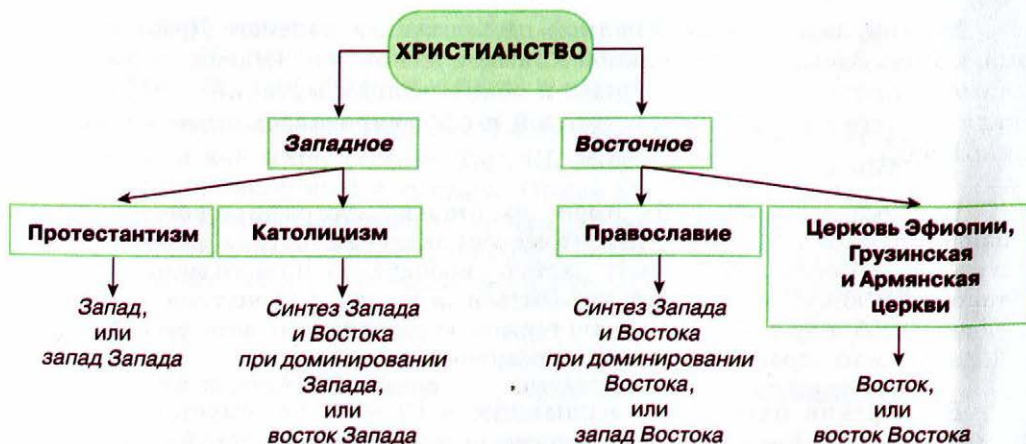 ХРИСТИАНСТВО
Западное
Восточное
Протестантизм
Католицизм
Православие
Церковь Эфиопии,
Грузинская
и Армянская
церкви
Запад,
или
запад Запада
Синтез Запада
и Востока
при доминировании
Запада,
или
восток Запада
Синтез Запада
и Востока
при доминировании
Востока,
или
запад Востока
Восток,
или
восток Востока